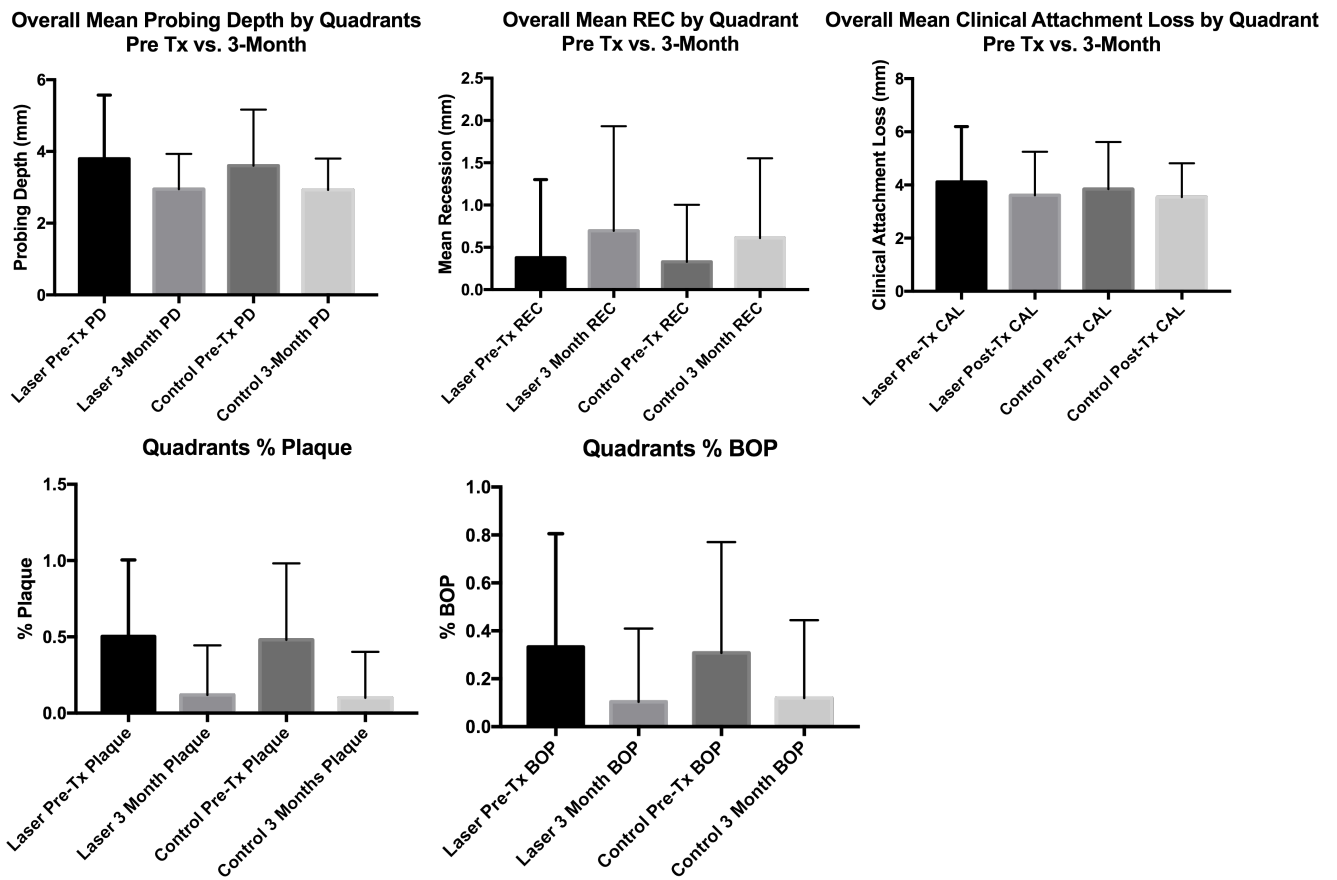 Overall Mean Probing Depth by Quadrants
Pre Tx vs. 3-Month
Probing Depth (mm)
6
4
2
0
Laser Pre-Tx PD
Laser 3-Month PD
Control Pre-Tx PD
Control 3-Month PD
Overall Mean REC by Quadrant
Pre Tx vs. 3-Month
Mean Recession (mm)
2.5
2.0
1.5
1.0
0.5
0.0
Laser Pre-Tx REC
Laser 3 Month REC
Control Pre-Tx REC
Control 3 Month REC
Overall Mean Clinical Attachment Loss by Quadrant
Pre Tx vs. 3-Month
Clinical Attachment Loss (mm)
8
6
4
2
0
Laser Pre-Tx CAL
Laser Post-Tx CAL
Control Pre-Tx CAL
Control Post-Tx CAL
Quadrants % Plaque
% Plaque
1.5
1.0
0.5
0.0
Laser Pre-Tx Plaque
Laser 3 Month Plaque
Control Pre-Tx Plaque
Control 3 Months Plaque
Quadrants % BOP
% BOP
1.0
0.8
0.6
0.4
0.2
0.0
Laser Pre-Tx BOP
Laser 3 Month BOP
Control Pre-Tx BOP
Control 3 Month BOP